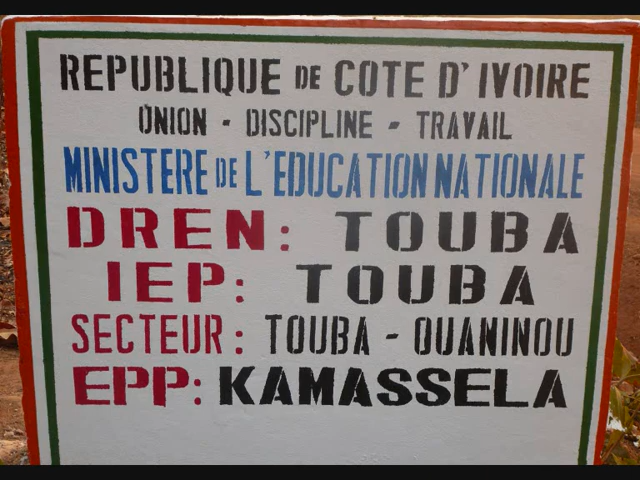 REPUBLIQUE DE COTE D'IVOIRE
UNION - DISCIPLINE - TRAVAIL
MINISTERE DE L'EDUCATION NATIONALE
DREN: TOUBA
IEP: TOUBA
SECTEUR: TOUBA - OUANINOU
EPP: KAMASSELA